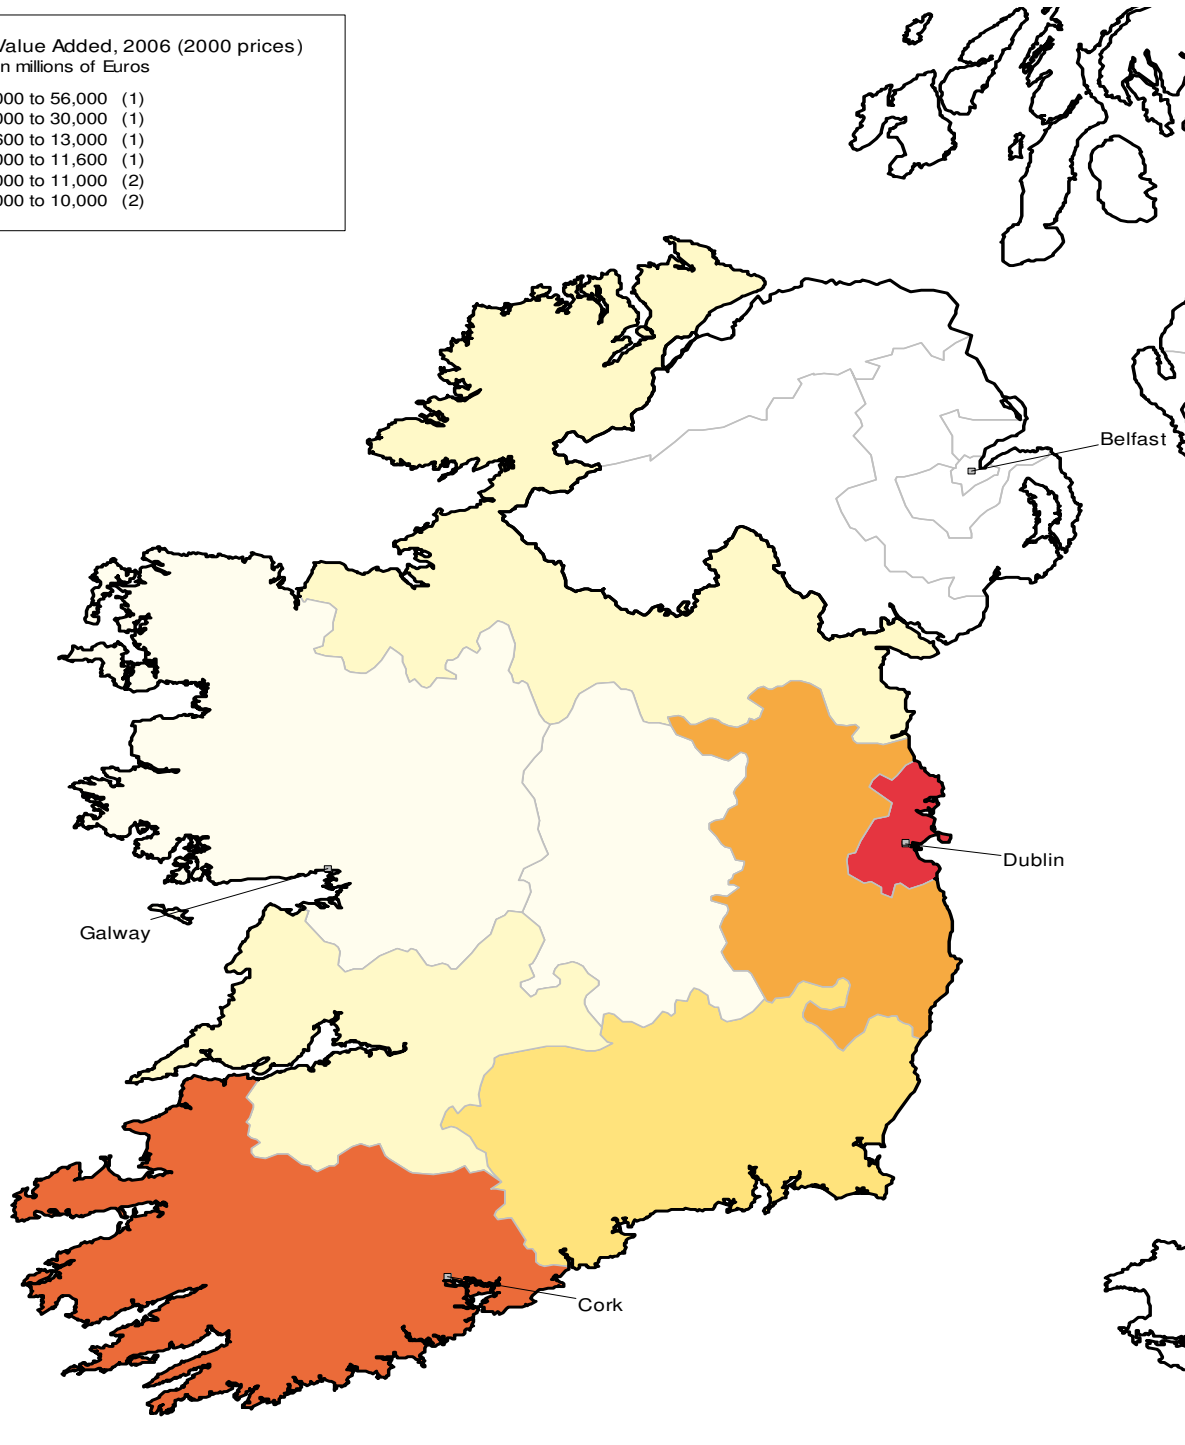 Value Added, 2006 (2000 prices)
n millions of Euros
000 to 56,000 (1)
000 to 30,000 (1)
600 to 13,000 (1)
000 to 11,600 (1)
000 to 11,000 (2)
000 to 10,000 (2)
Belfast
Dublin
Galway
Cork